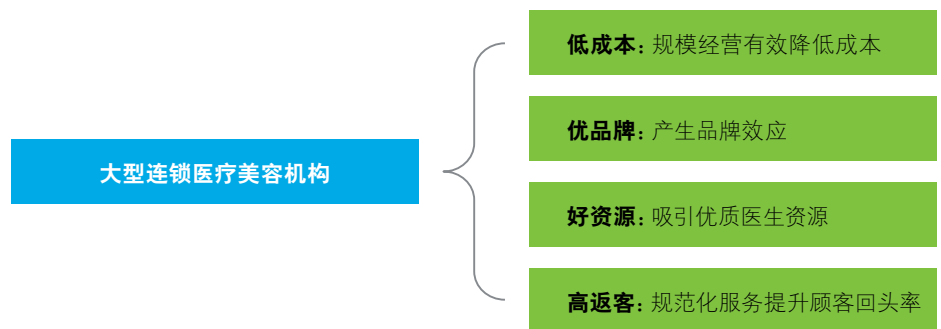 大型连锁医疗美容机构
低成本：规模经营有效降低成本
优品牌：产生品牌效应
好资源：吸引优质医生资源
高返客：规范化服务提升顾客回头率